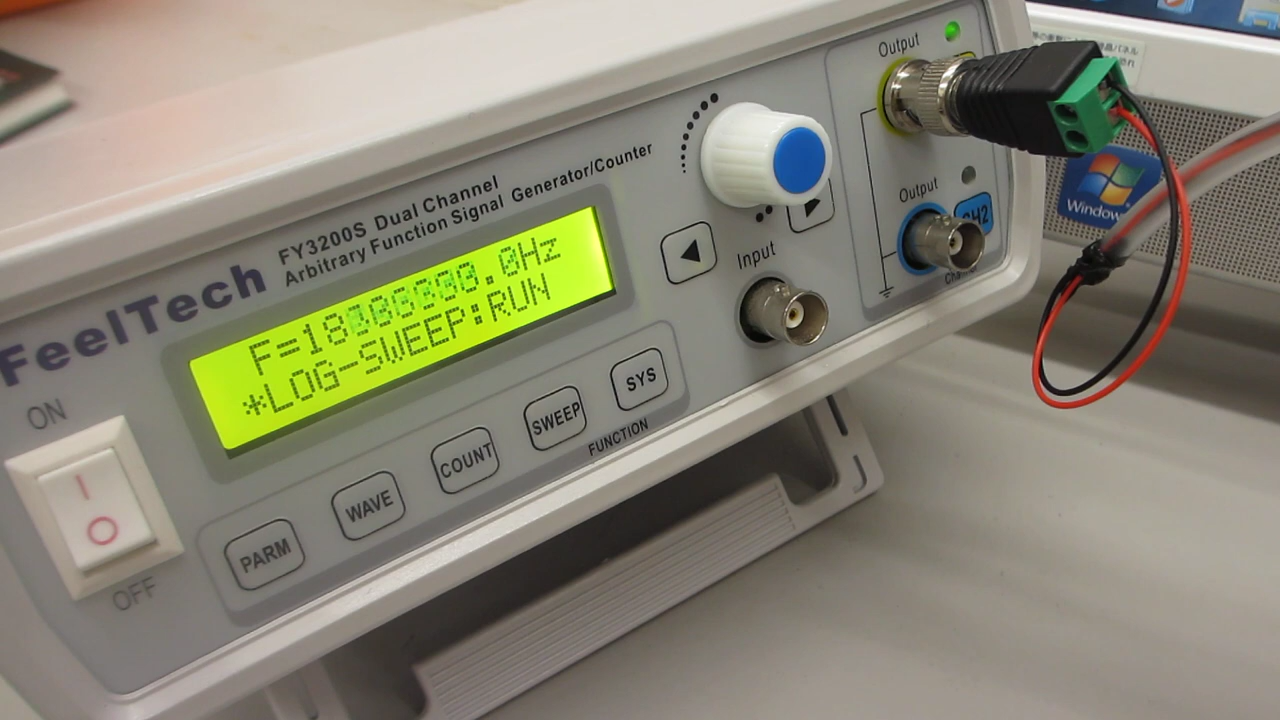 FeelTech
FY3200S Dual Channel
Arbitrary Function Signal Generator/Counter
*LOG-SWEEP:RUN
ON
OFF
PARM
WAVE
COUNT
SWEEP
SYS
FUNCTION
Input
Output
Output
CH2
Windows